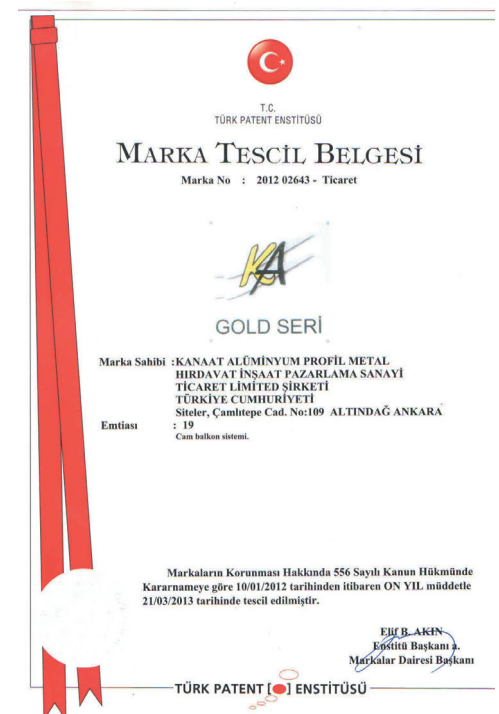 T.C.
TÜRK PATENT ENSTİTÜSÜ
MARKA TESCİL BELGESİ
Marka No : 2012 02643 - Ticaret
KA
GOLD SERİ
Marka Sahibi :KANAAT ALÜMİNYUM PROFİL METAL
HIRDAVAT İNŞAAT PAZARLAMA SANAYİ
TİCARET LİMİTED ŞİRKETİ
TÜRKİYE CUMHURİYETİ
Siteler, Çamlıtepe Cad. No:109 ALTINDAĞ ANKARA
Emtiası : 19
Cam balkon sistemi.
Markaların Korunması Hakkında 556 Sayılı Kanun Hükmünde
Kararnameye göre 10/01/2012 tarihinden itibaren ON YIL müddetle
21/03/2013 tarihinde tescil edilmiştir.
Elif B. AKIN
Enstitü Başkanı a.
Markalar Dairesi Başkanı
TÜRK PATENT [ ] ENSTİTÜSÜ